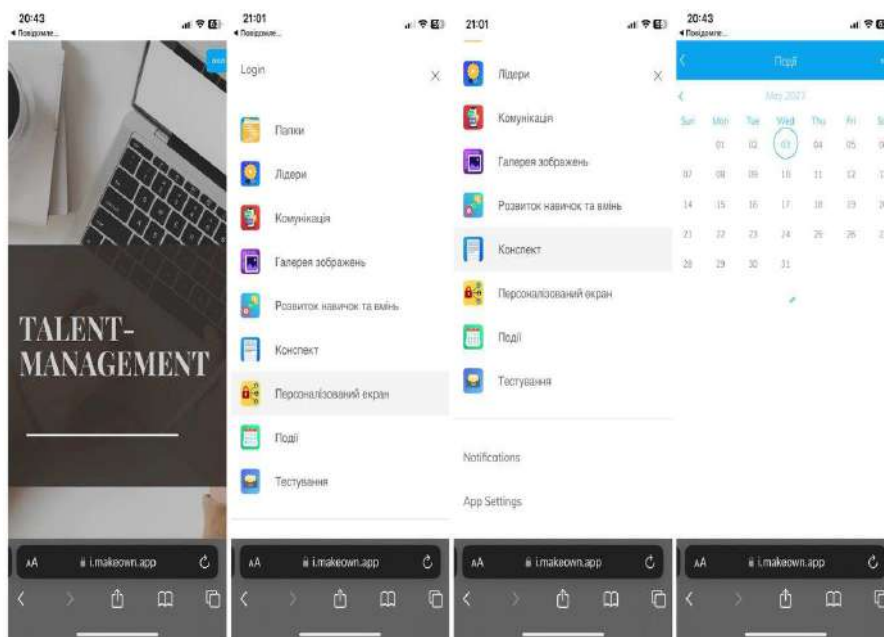 20:43
◀ Повідомле...
TALENT-
MANAGEMENT
AA
i.makeown.app
21:01
◀ Повідомле...
Login
Папки
Лідери
Комунікація
Галерея зображень
Розвиток навичок та вмінь
Конспект
Персоналізований екран
Події
Тестування
AA
i.makeown.app
21:01
Лідери
Комунікація
Галерея зображень
Розвиток навичок та вмінь
Конспект
Персоналізований екран
Події
Тестування
Notifications
App Settings
AA
i.makeown.app
20:43
◀ Повідомле...
Події
May 2023
Sun Mon Tue Wed Thu Fri
01 02 03 04 05
07 08 09 10 11 12
14 15 16 17 18 19
21 22 23 24 25 26
28 29 30 31
AA
i.makeown.app